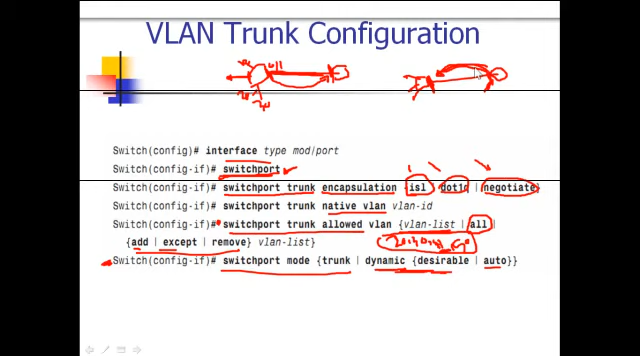 VLAN Trunk Configuration
Switch(config)# interface type mod/port
Switch(config-if)# switchport
Switch(config-if)# switchport trunk encapsulation {isl | dot1q | negotiate}
Switch(config-if)# switchport trunk native vlan vlan-id
Switch(config-if)# switchport trunk allowed vlan {vlan-list | all |
{add | except | remove} vlan-list}
Switch(config-if)# switchport mode {trunk | dynamic {desirable | auto}}